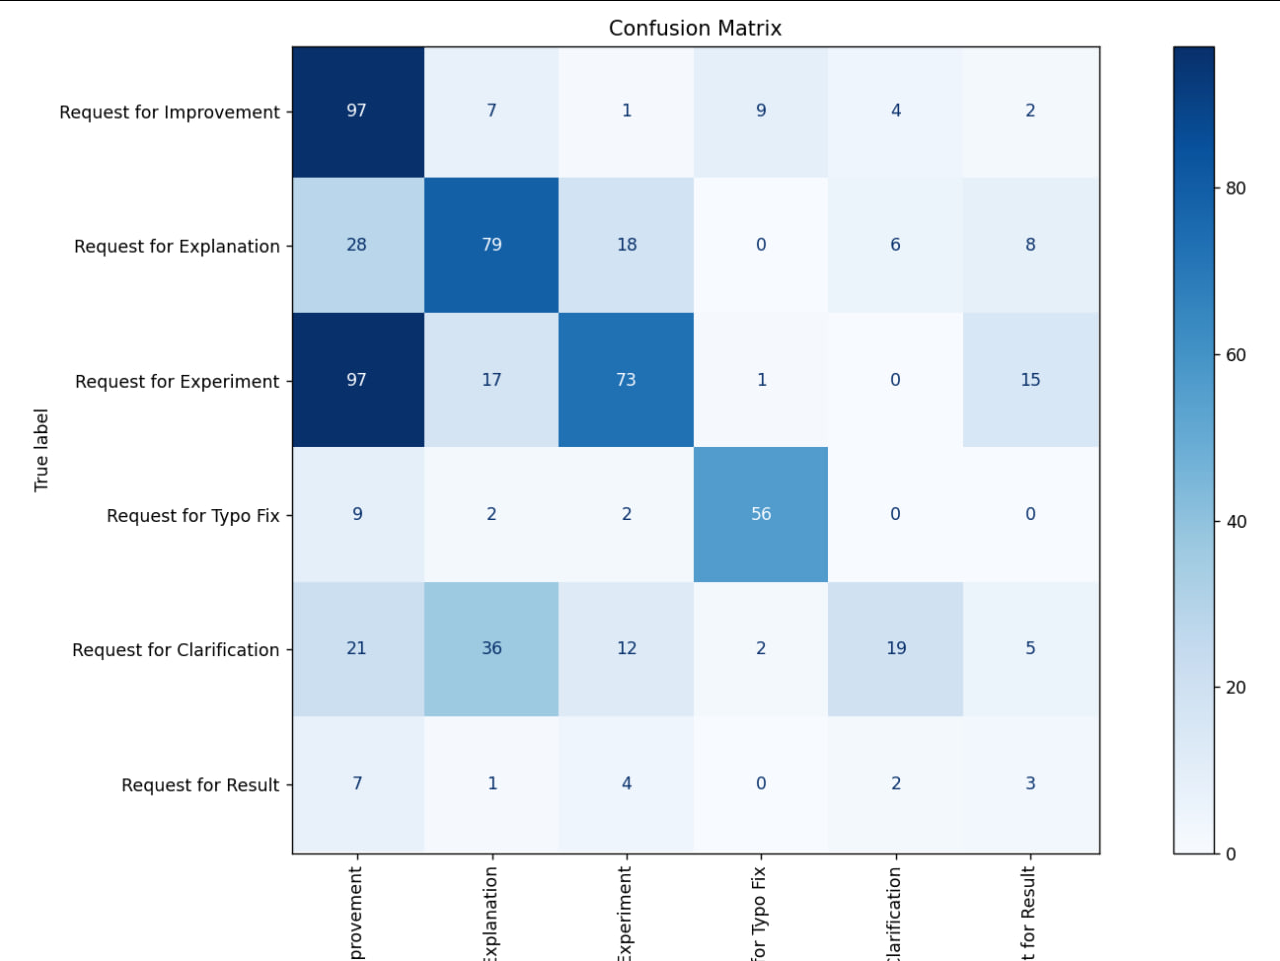 Confusion Matrix
Request for Improvement 97 7 1 9 4 2
Request for Explanation 28 79 18 0 6 8
Request for Experiment 97 17 73 1 0 15
Request for Typo Fix 9 2 2 56 0 0
Request for Clarification 21 36 12 2 19 5
Request for Result 7 1 4 0 2 3
True label
provement
Explanation
Experiment
for Typo Fix
larification
t for Result
80
60
40
20
0